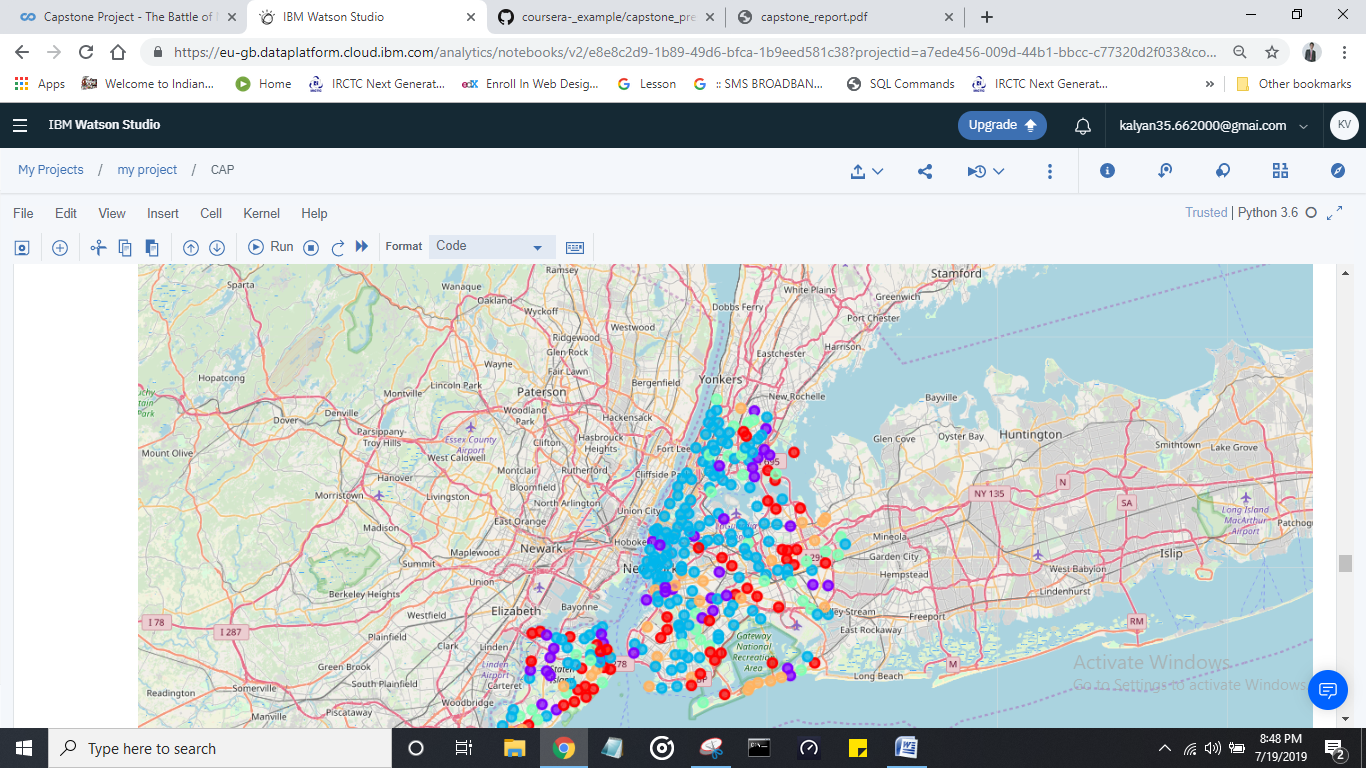 Capstone Project - The Battle of
IBM Watson Studio
coursera-_example/capstone_pre
capstone_report.pdf
https://eu-gb.dataplatform.cloud.ibm.com/analytics/notebooks/v2/e8e8c2d9-1b89-49d6-bfca-1b9eed581c38?projectid=a7ede456-009d-44b1-bbcc-c77320d2f033&co...
Apps Welcome to Indian... Home IRCTC Next Generat... Enroll In Web Desig... Lesson :: SMS BROADBAN... SQL Commands IRCTC Next Generat... » Other bookmarks
IBM Watson Studio
Upgrade
kalyan35.662000@gmai.com
KV
My Projects / my project / CAP
File Edit View Insert Cell Kernel Help
Trusted | Python 3.6
Run
Format
Code
Sparta
Wanaque
Ramsey
Oakland
Wyckoff
White Plains
Stamford
Greenwich
Dobbs Ferry
Port Chester
Westwood
Ridgewood
Glen Rock
Eastchester
Harrison
Wayne
Hopatcong
Lincoln Park
Montville
Paterson
Bergenfield
Yonkers
New Rochelle
Bayville
Denville
Woodland Park
Hackensack
Parsippany-Troy Hills
Essex County Airport
Clifton
Hasbrouck Heights
Glen Cove
Oyster Bay
Huntington
Smithtown
Lake Grove
Mount Olive
West Caldwell
Fort Lee
Montclair
Rutherford
Cliffside
Hanover
Bloomfield
Morristown
Livingston
North Arlington
Union City
NY 135
N
SA
Long Island MacArthur Airport
Patchog
East Orange
Madison
Mineola
Maplewood
Newark
Garden City
Islip
Summit
Hempstead
West Babylon
Union
Lindenhurst
Berkeley Heights
Elizabeth
Bayonne
I 78
Westfield
Freeport
RM
I 287
East Rockaway
Plainfield
Clark
Linden
Gateway National Recreation Area
M
Green Brook
Linden Airport
Long Beach
Carteret
Readington
Somerville
South Plainfield
Woodbridge
Manville
Piscataway
Activate Windows
Go to Settings to activate Windows
Type here to search
8:48 PM
7/19/2019
2